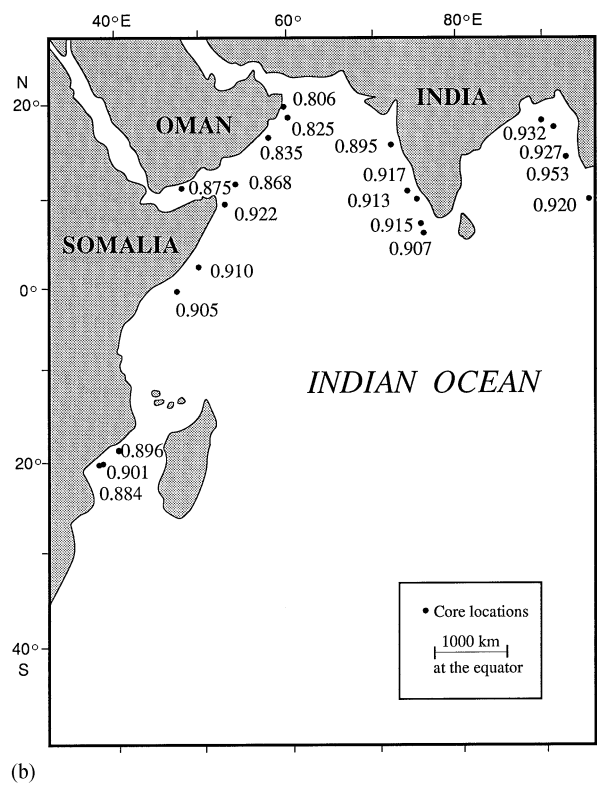 40°E 60° 80°E
N
20°
0°
20°
40°
S
OMAN
INDIA
SOMALIA
INDIAN OCEAN
0.806
0.825
0.835
0.868
0.875
0.922
0.910
0.905
0.896
0.901
0.884
0.895
0.917
0.913
0.915
0.907
0.932
0.927
0.953
0.920
Core locations
1000 km
at the equator
(b)